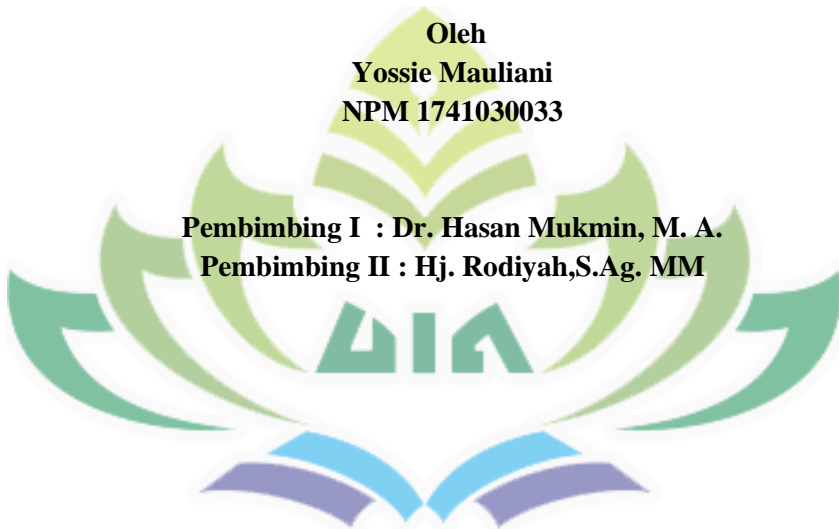 Oleh
Yossie Mauliani
NPM 1741030033
Pembimbing I : Dr. Hasan Mukmin, M. A.
Pembimbing II : Hj. Rodiyah,S.Ag. MM